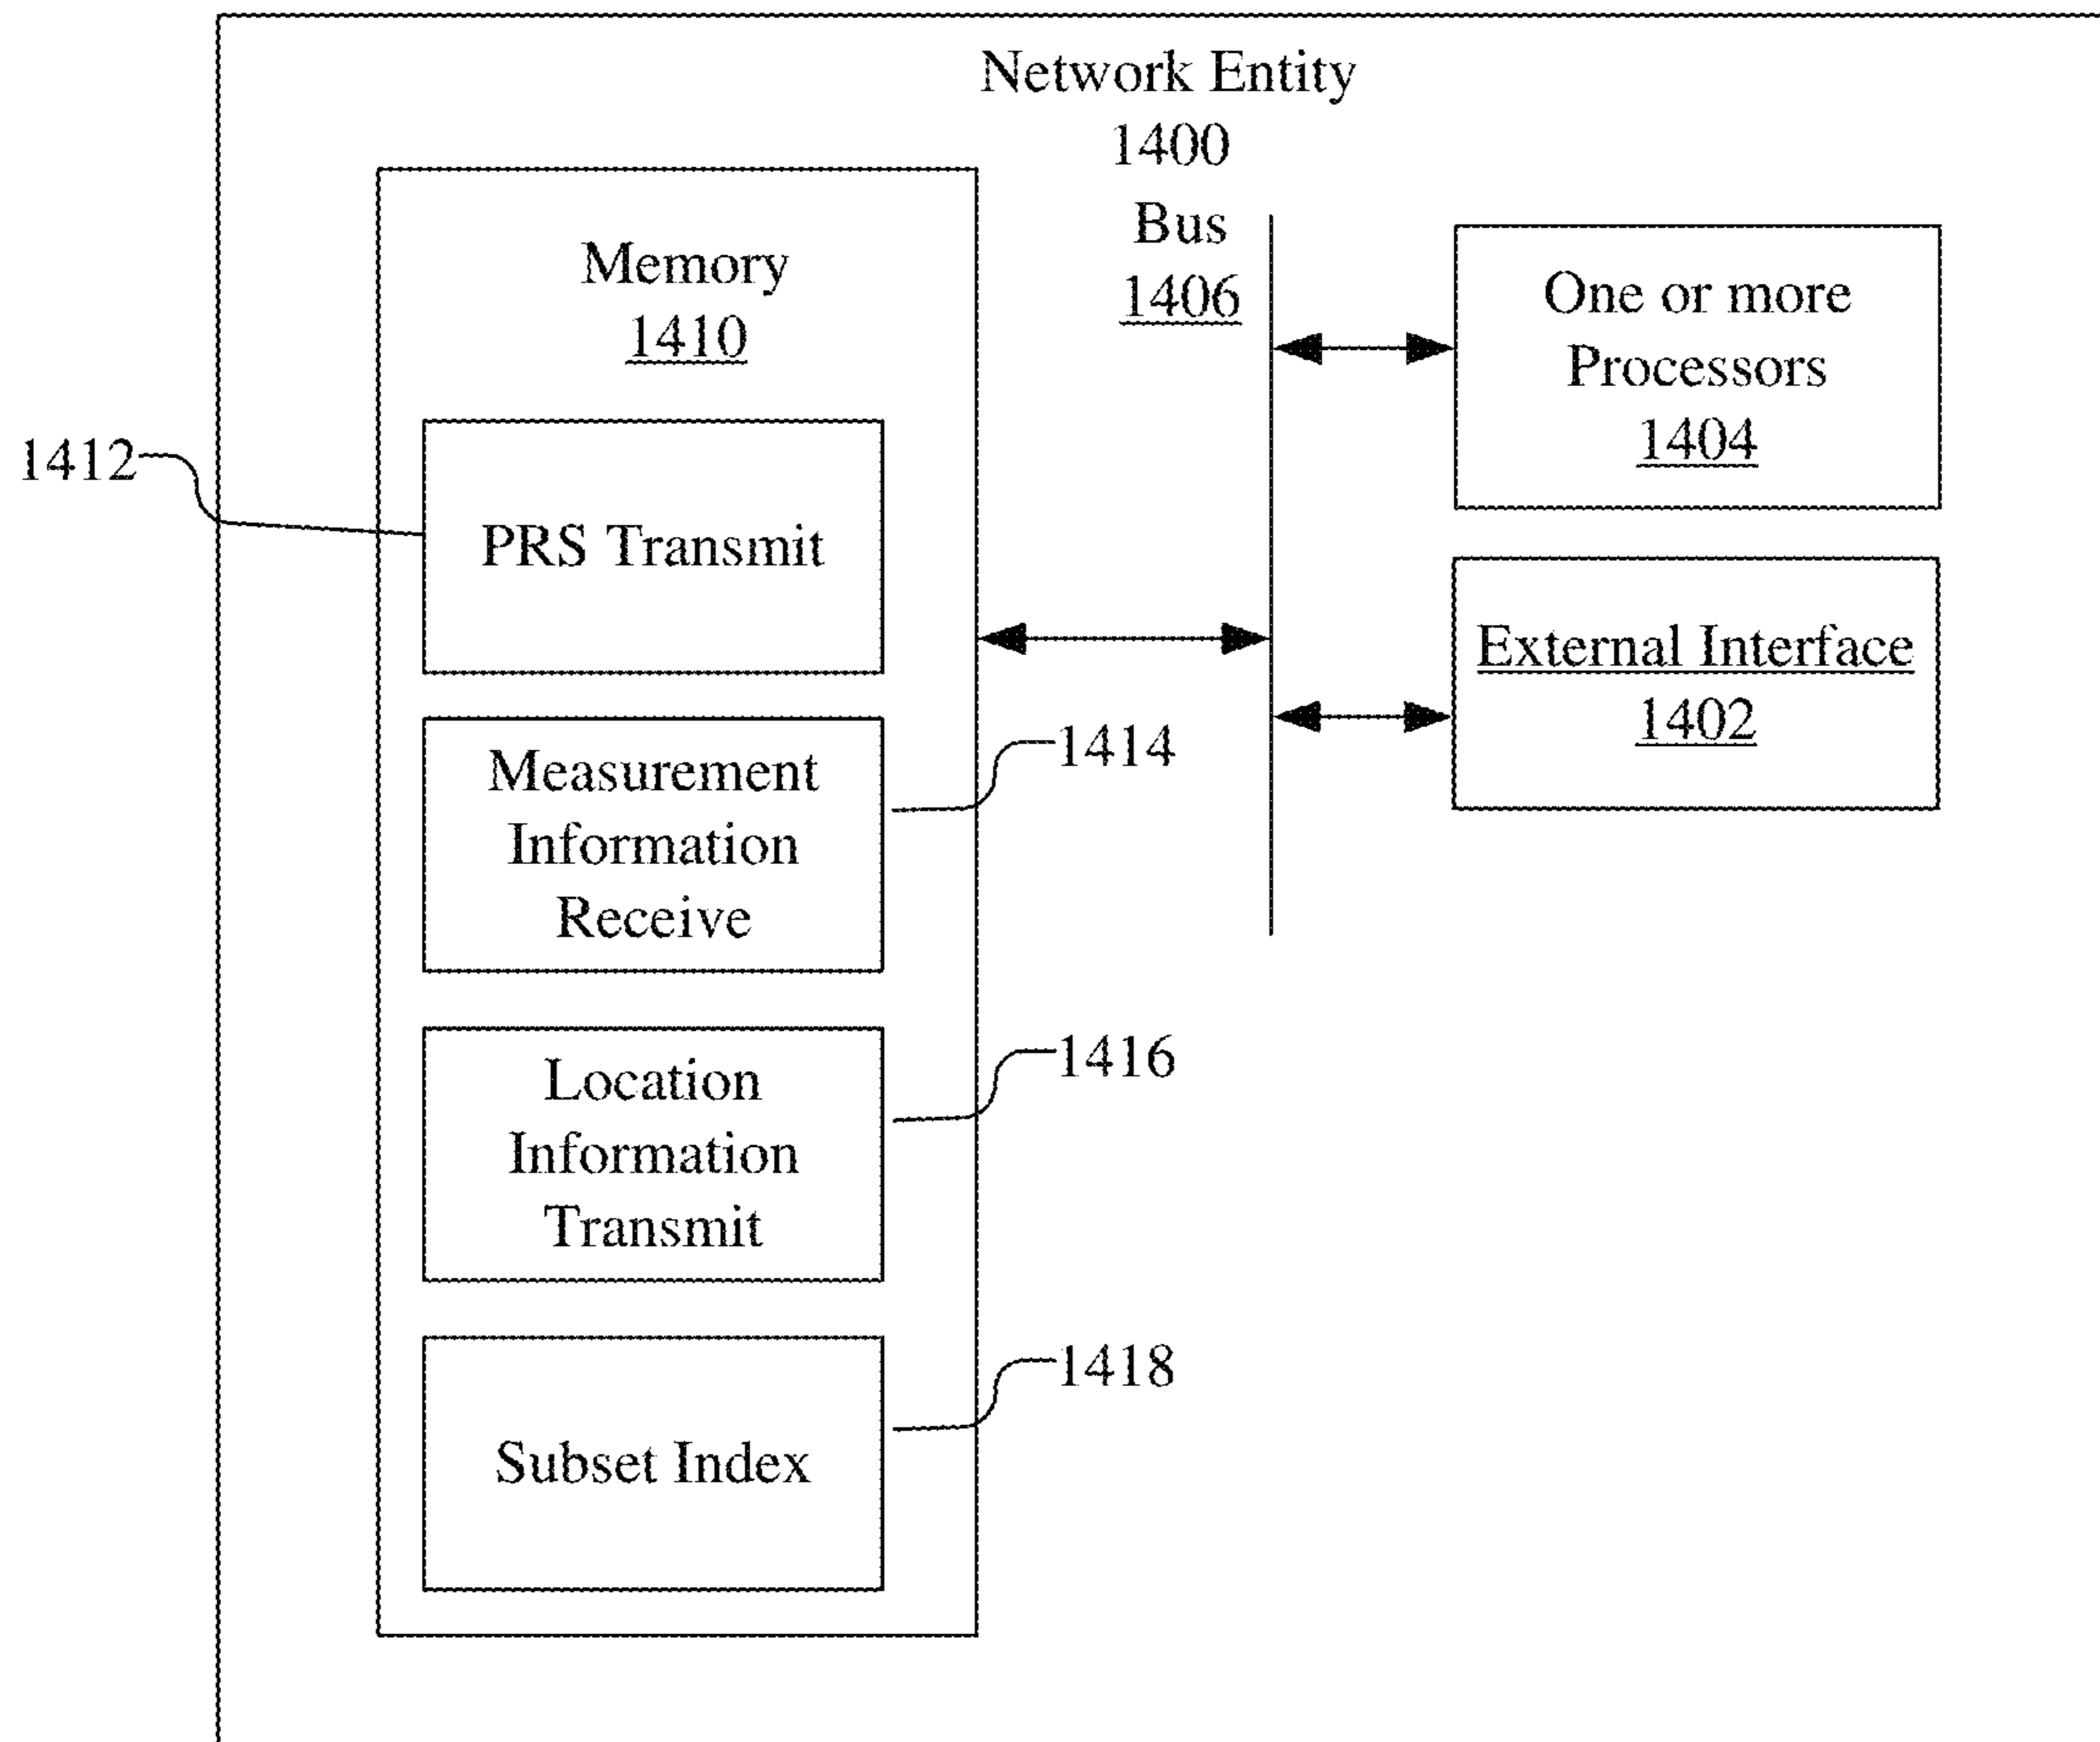 Network Entity
1400
Bus
1406
Memory
1410
One or more
Processors
1404
1412
PRS Transmit
External Interface
1402
Measurement
Information
Receive
1414
Location
Information
Transmit
1416
Subset Index
1418